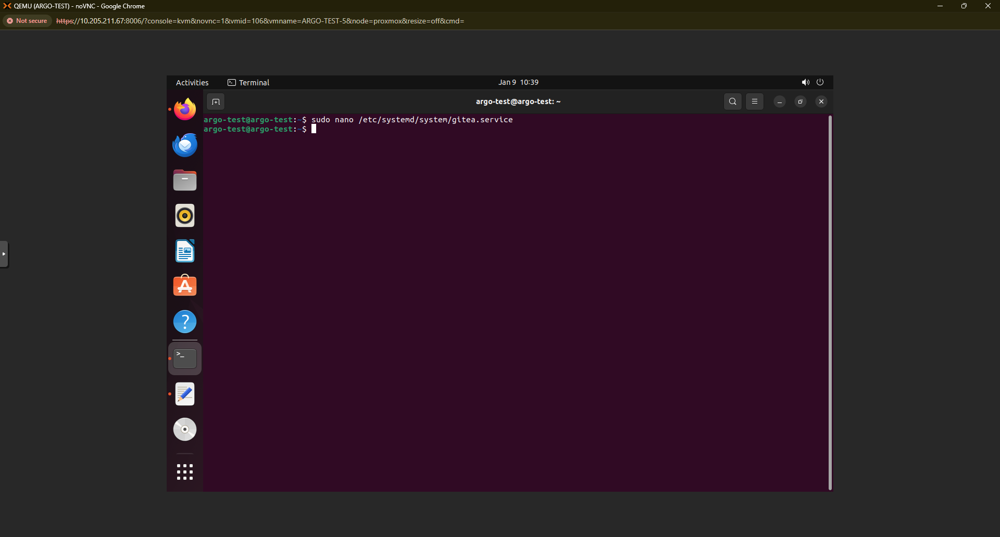 QEMU (ARGO-TEST) - noVNC - Google Chrome
Not secure https://10.205.211.67:8006/?console=kvm&novnc=1&vmid=106&vmname=ARGO-TEST-5&node=proxmox&resize=off&cmd=
Activities Terminal Jan 9 10:39
argo-test@argo-test: ~
argo-test@argo-test:~$ sudo nano /etc/systemd/system/gitea.service
argo-test@argo-test:~$